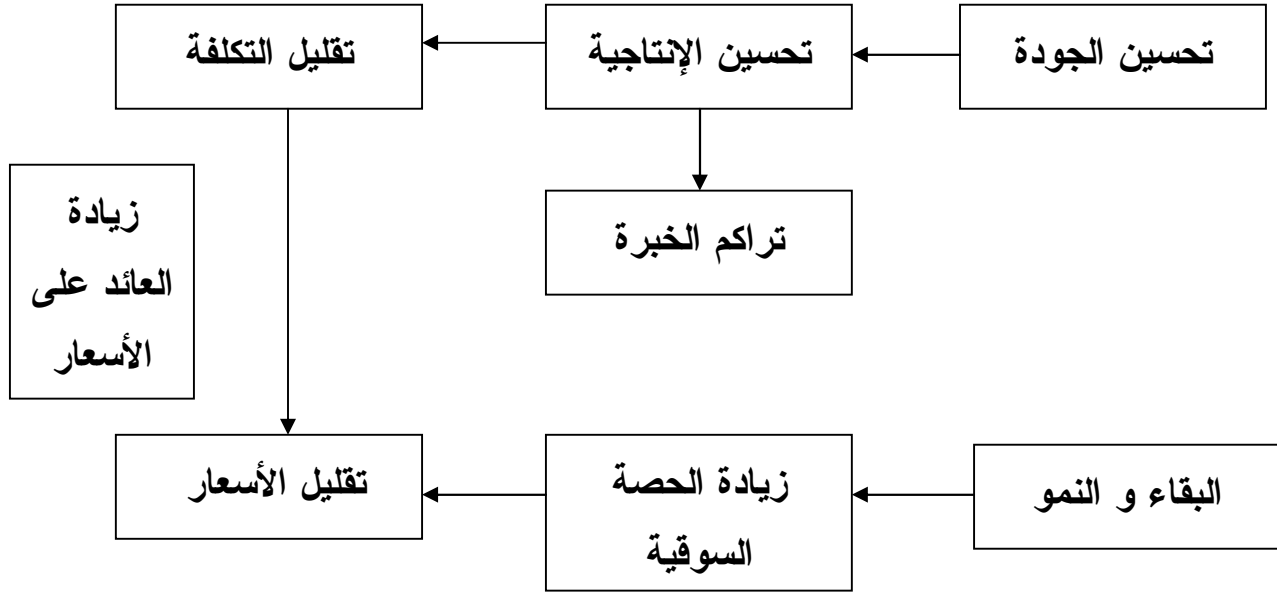 تحسين الجودة
تحسين الإنتاجية
تقليل التكلفة
تراكم الخبرة
زيادة
العائد على
الأسعار
البقاء و النمو
زيادة الحصة
السوقية
تقليل الأسعار